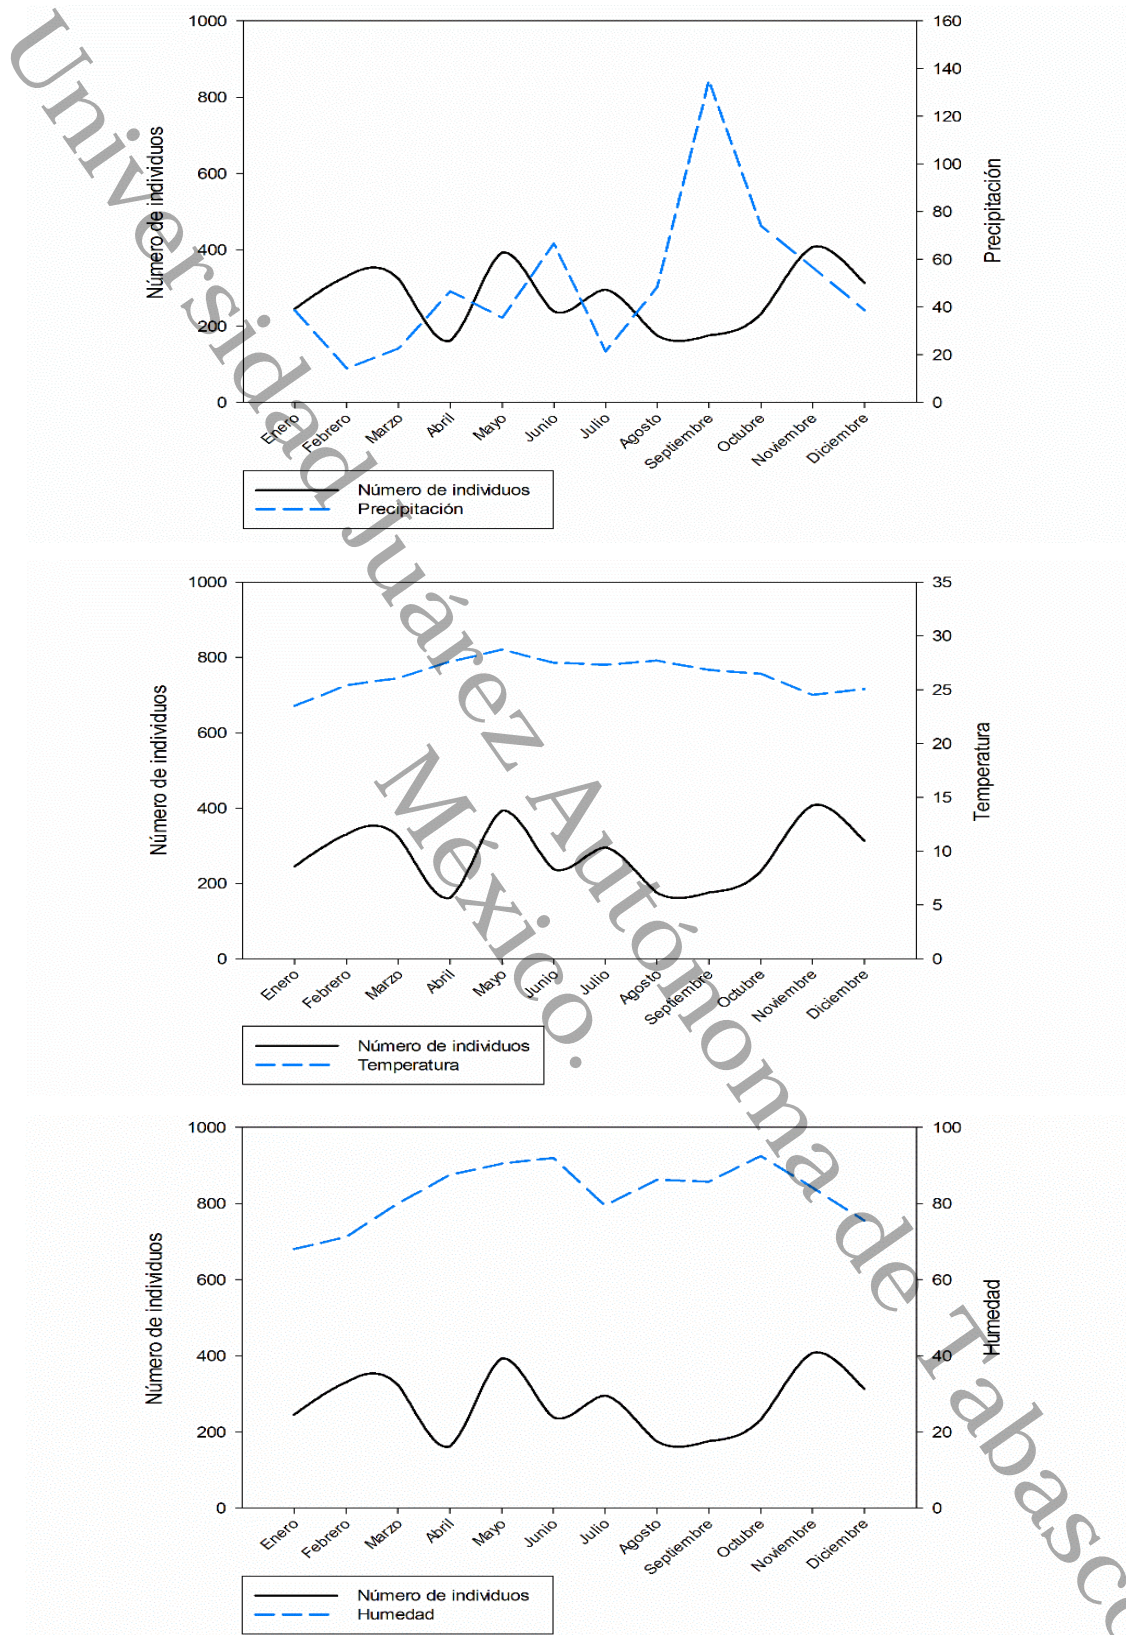 Universidad Juárez Autónoma de Tabasco
México.
1000
800
600
400
200
0
160
140
120
100
80
60
40
20
0
Número de individuos
Precipitación
Enero
Febrero
Marzo
Abril
Mayo
Junio
Julio
Agosto
Septiembre
Octubre
Noviembre
Diciembre
Número de individuos
Precipitación
1000
800
600
400
200
0
35
30
25
20
15
10
5
0
Número de individuos
Temperatura
Enero
Febrero
Marzo
Abril
Mayo
Junio
Julio
Agosto
Septiembre
Octubre
Noviembre
Diciembre
Número de individuos
Temperatura
1000
800
600
400
200
0
100
80
60
40
20
0
Número de individuos
Humedad
Enero
Febrero
Marzo
Abril
Mayo
Junio
Julio
Agosto
Septiembre
Octubre
Noviembre
Diciembre
Número de individuos
Humedad